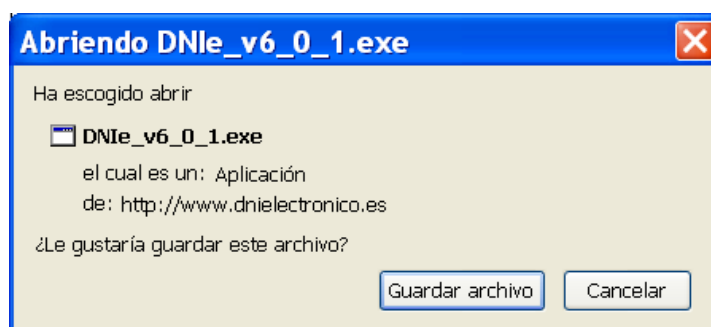 Abriendo DNIe_v6_0_1.exe
Ha escogido abrir
DNIe_v6_0_1.exe
el cual es un: Aplicación
de: http://www.dnielectronico.es
¿Le gustaría guardar este archivo?
Guardar archivo Cancelar